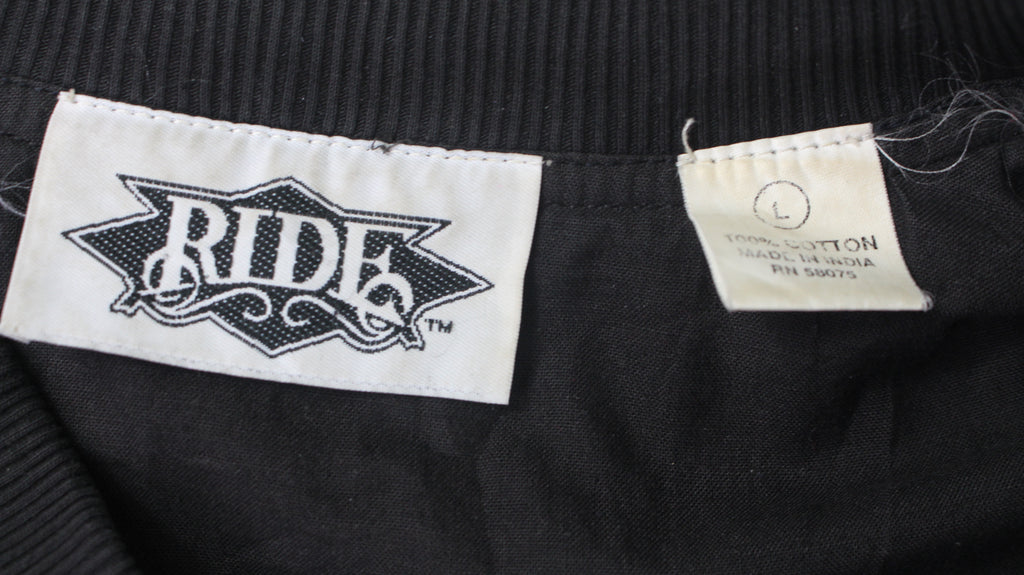 RIDE
TM
L
100% COTTON
MADE IN INDIA
RN 58075